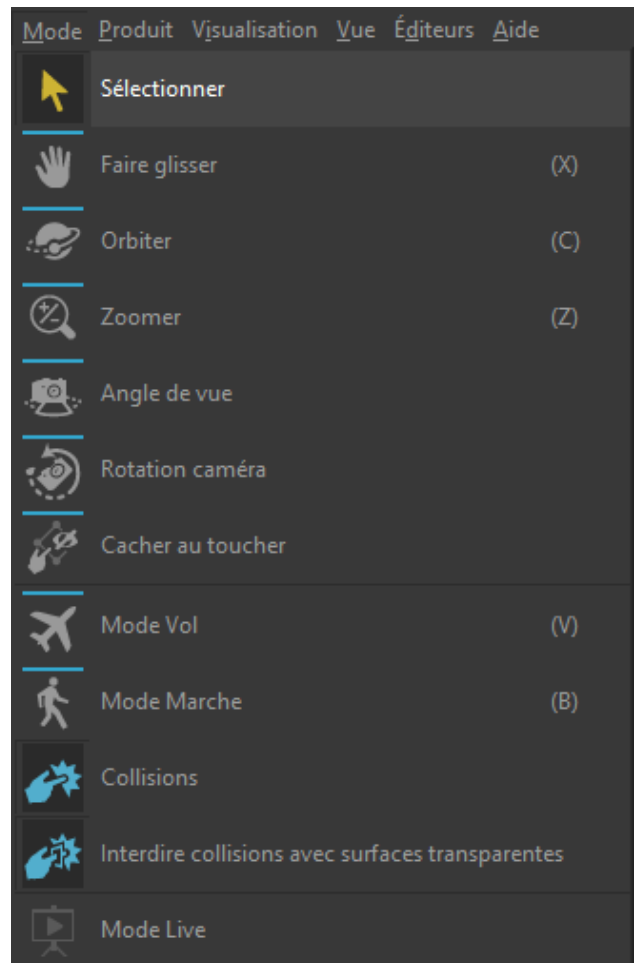 Mode Produit Visualisation Vue Éditeurs Aide
Sélectionner
Faire glisser (X)
Orbiter (C)
Zoomer (Z)
Angle de vue
Rotation caméra
Cacher au toucher
Mode Vol (V)
Mode Marche (B)
Collisions
Interdire collisions avec surfaces transparentes
Mode Live